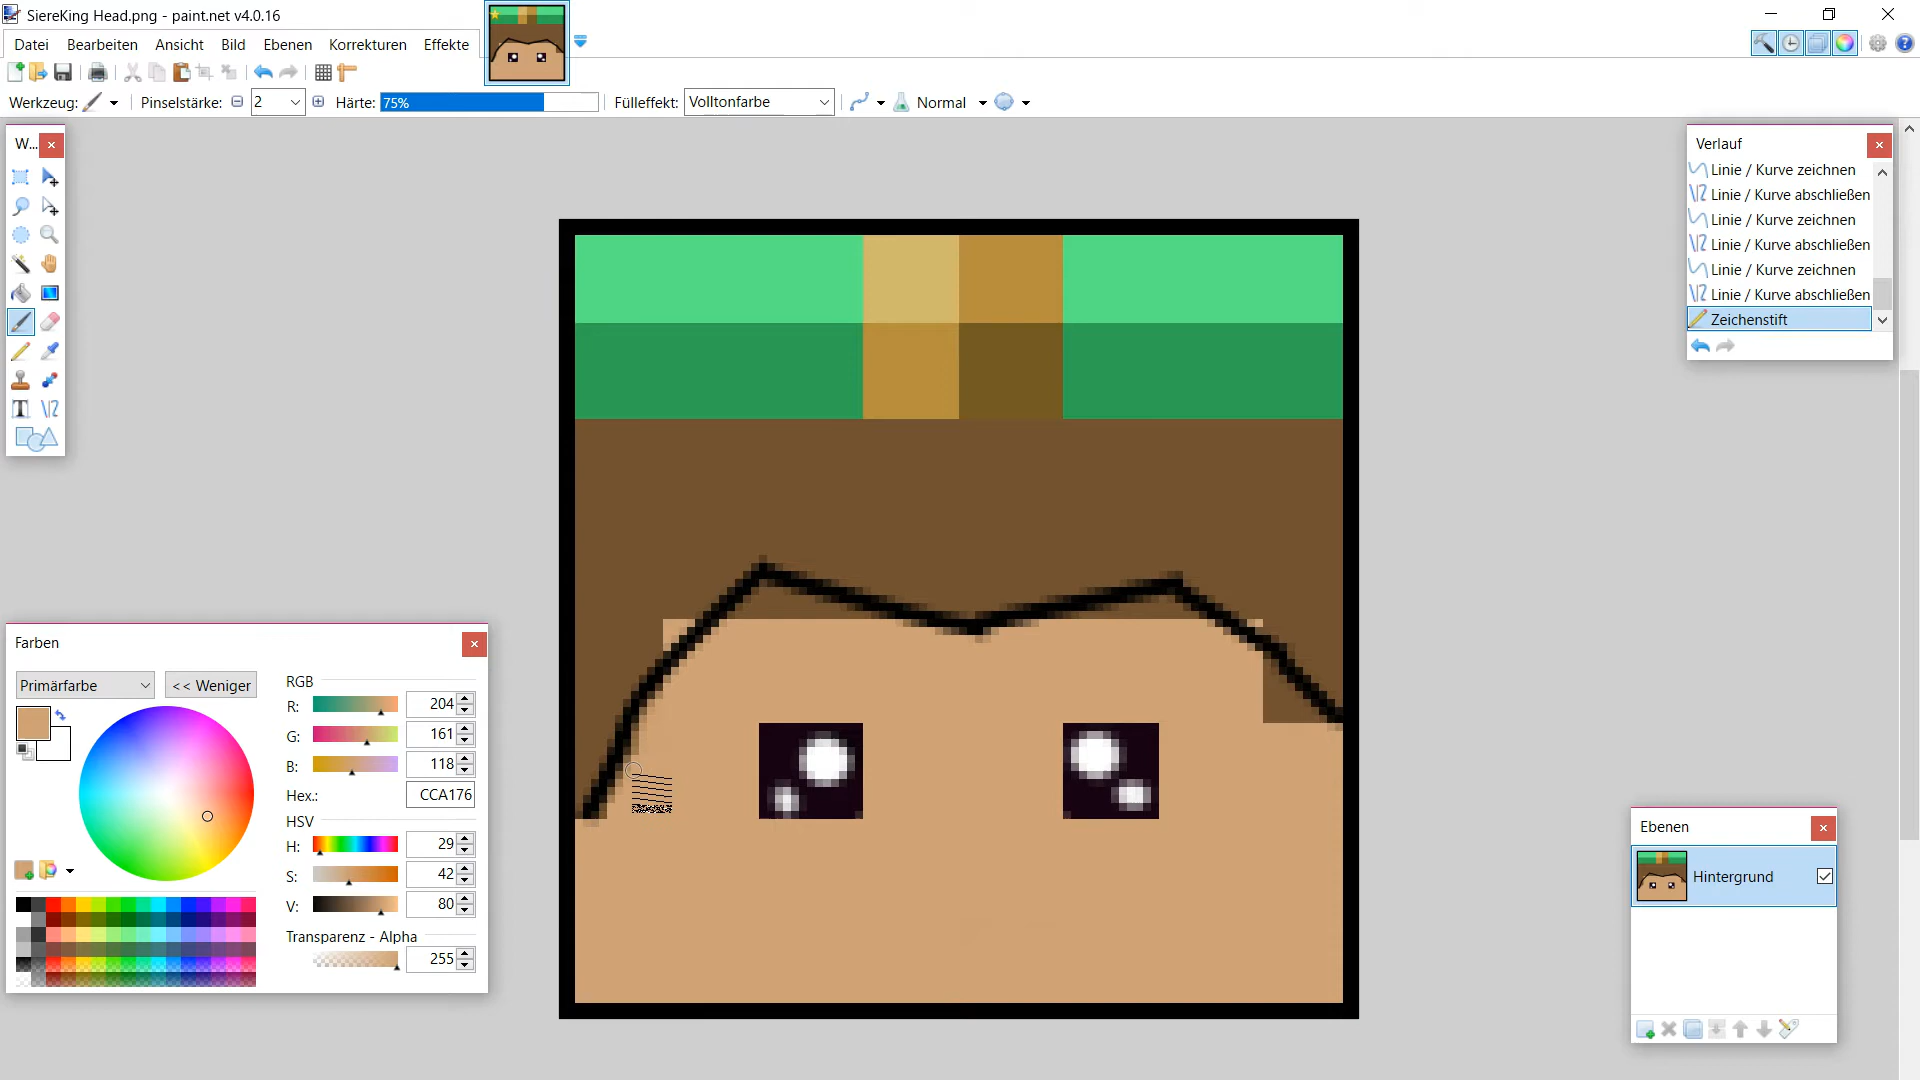 SiereKing Head.png - paint.net v4.0.16
Datei Bearbeiten Ansicht Bild Ebenen Korrekturen Effekte
Werkzeug: Pinselstärke: 2 Härte: 75% Fülleffekt: Volltonfarbe Normal
W...
Verlauf
Linie / Kurve zeichnen
Linie / Kurve abschließen
Linie / Kurve zeichnen
Linie / Kurve abschließen
Linie / Kurve zeichnen
Linie / Kurve abschließen
Zeichenstift
Farben
Primärfarbe << Weniger
RGB
R: 204
G: 161
B: 118
Hex.: CCA176
HSV
H: 29
S: 42
V: 80
Transparenz - Alpha
255
Ebenen
Hintergrund